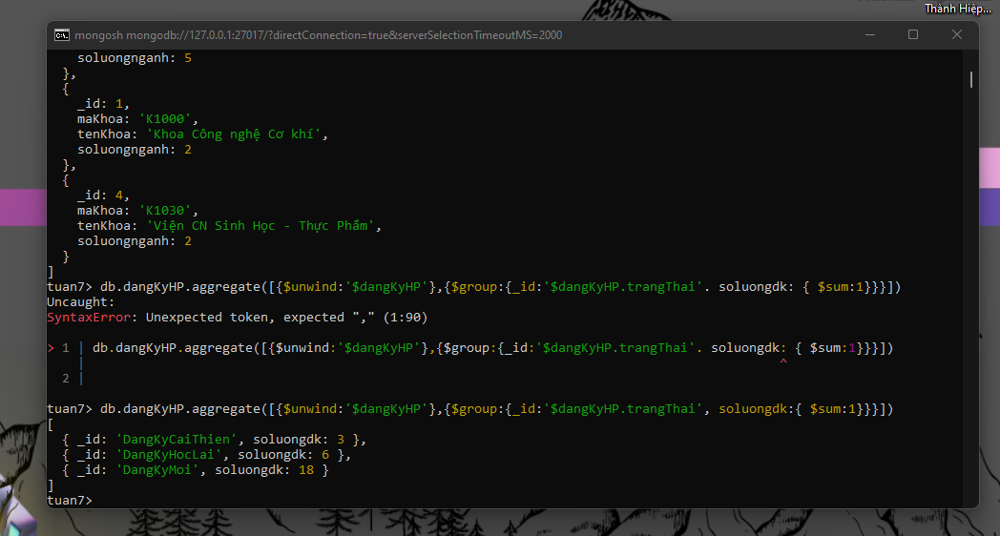 Thành Hiệp...
mongosh mongodb://127.0.0.1:27017/?directConnection=true&serverSelectionTimeoutMS=2000
soluongnganh: 5
},
{
_id: 1,
maKhoa: 'K1000',
tenKhoa: 'Khoa Công nghệ Cơ khí',
soluongnganh: 2
},
{
_id: 4,
maKhoa: 'K1030',
tenKhoa: 'Viện CN Sinh Học - Thực Phẩm',
soluongnganh: 2
}
]
tuan7> db.dangKyHP.aggregate([{$unwind:'$dangKyHP'},{$group:{_id:'$dangKyHP.trangThai'. soluongdk: { $sum:1}}}])
Uncaught:
SyntaxError: Unexpected token, expected "," (1:90)
> 1 | db.dangKyHP.aggregate([{$unwind:'$dangKyHP'},{$group:{_id:'$dangKyHP.trangThai'. soluongdk: { $sum:1}}}])
| ^
2 |
tuan7> db.dangKyHP.aggregate([{$unwind:'$dangKyHP'},{$group:{_id:'$dangKyHP.trangThai', soluongdk:{ $sum:1}}}])
[
{ _id: 'DangKyCaiThien', soluongdk: 3 },
{ _id: 'DangKyHocLai', soluongdk: 6 },
{ _id: 'DangKyMoi', soluongdk: 18 }
]
tuan7>